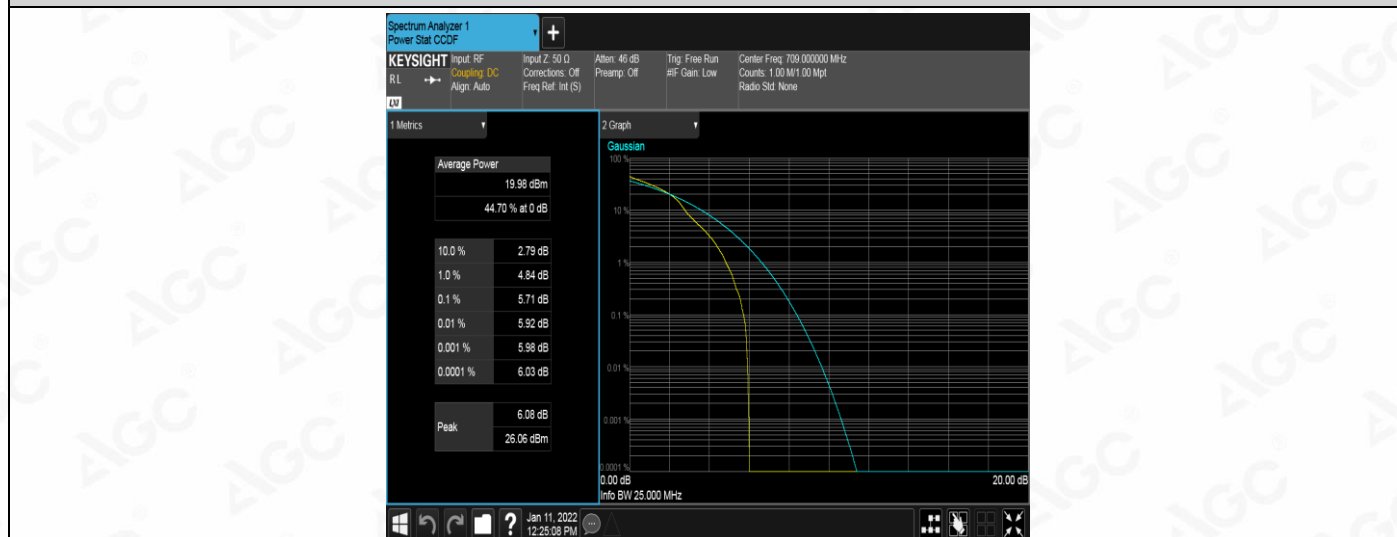 Spectrum Analyzer 1
Power Stat CCDF
+
KEYSIGHT
RL
LXI
Input: RF
Coupling: DC
Align: Auto
Input Z: 50 Ω
Corrections: Off
Freq Ref: Int (S)
Atten: 46 dB
Preamp: Off
Trig: Free Run
#IF Gain: Low
Center Freq: 709.000000 MHz
Counts: 1.00 M/1.00 Mpt
Radio Std: None
1 Metrics
Average Power
19.98 dBm
44.70 % at 0 dB
10.0 % 2.79 dB
1.0 % 4.84 dB
0.1 % 5.71 dB
0.01 % 5.92 dB
0.001 % 5.98 dB
0.0001 % 6.03 dB
Peak
6.08 dB
26.06 dBm
2 Graph
Gaussian
100 %
10 %
1 %
0.1 %
0.01 %
0.001 %
0.0001 %
0.00 dB 20.00 dB
Info BW 25.000 MHz
?
Jan 11, 2022
12:25:08 PM
AGC